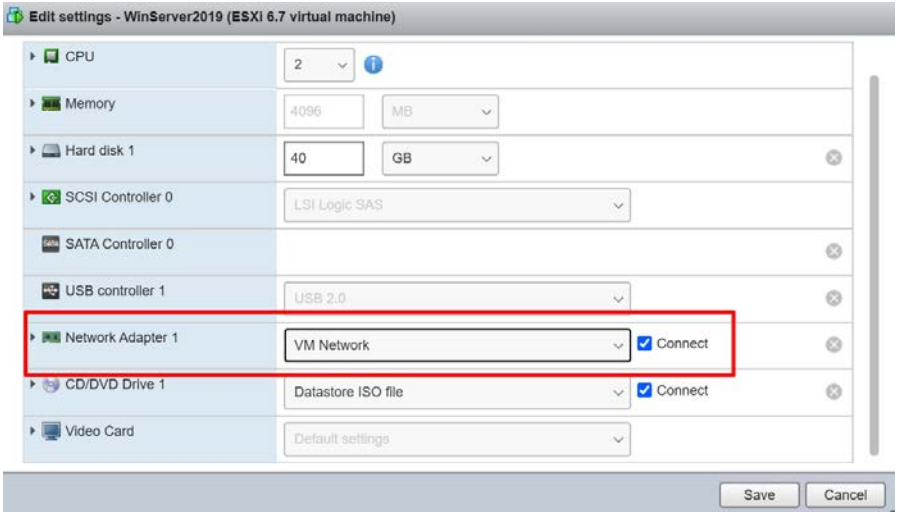 Edit settings - WinServer2019 (ESXi 6.7 virtual machine)
CPU 2
Memory 4096 MB
Hard disk 1 40 GB
SCSI Controller 0 LSI Logic SAS
SATA Controller 0
USB controller 1 USB 2.0
Network Adapter 1 VM Network Connect
CD/DVD Drive 1 Datastore ISO file Connect
Video Card Default settings
Save Cancel